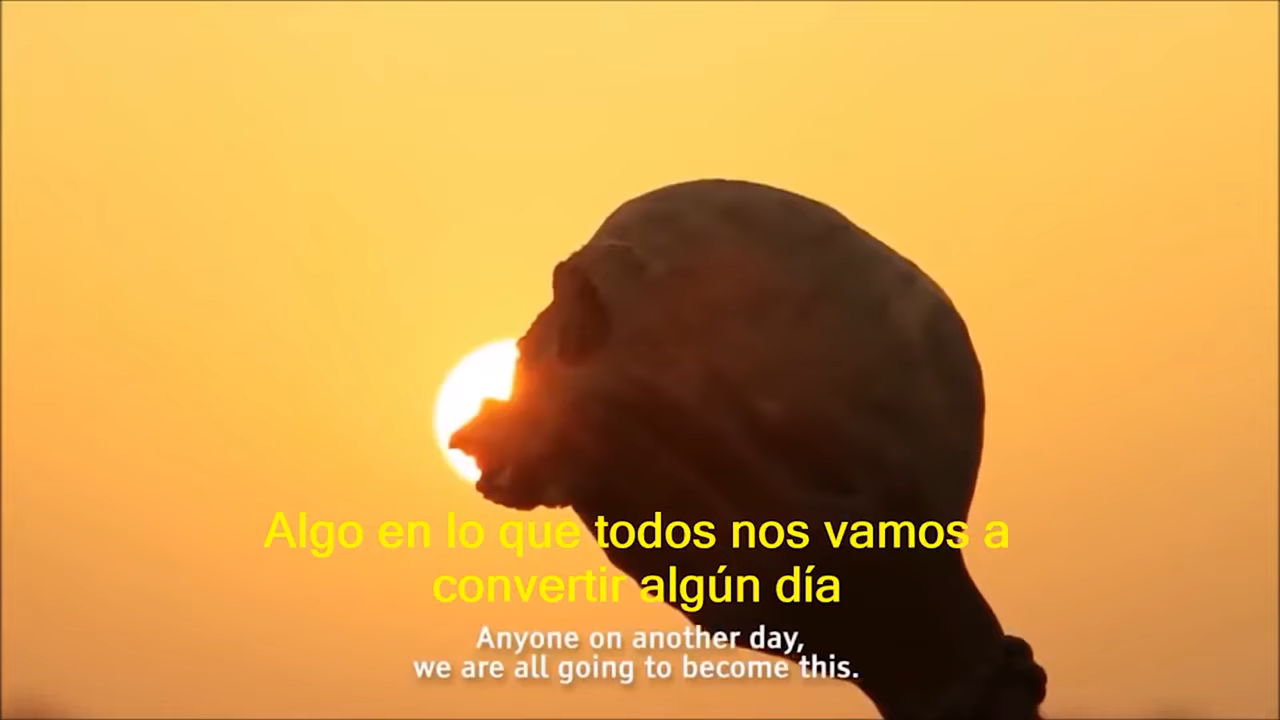 Algo en lo que todos nos vamos a
convertir algún día
Anyone on another day,
we are all going to become this.